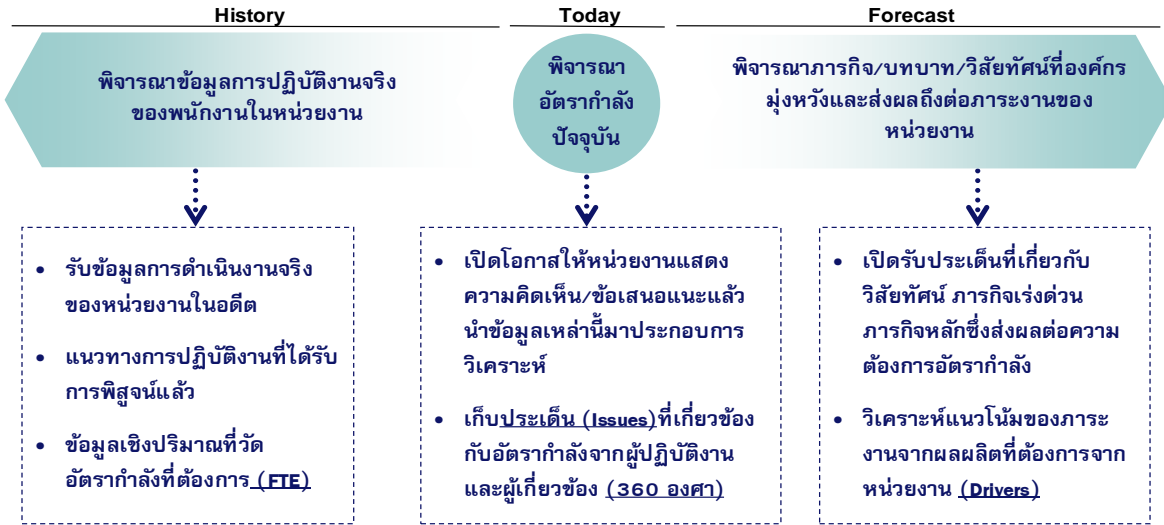 History
Today
Forecast
พิจารณาข้อมูลการปฏิบัติงานจริง
ของพนักงานในหน่วยงาน
พิจารณา
อัตรากำลัง
ปัจจุบัน
พิจารณาภารกิจ/บทบาท/วิสัยทัศน์ที่องค์กร
มุ่งหวังและส่งผลถึงต่อภาระงานของ
หน่วยงาน
• รับข้อมูลการดำเนินงานจริง
ของหน่วยงานในอดีต
• แนวทางการปฏิบัติงานที่ได้รับ
การพิสูจน์แล้ว
• ข้อมูลเชิงปริมาณที่วัด
อัตรากำลังที่ต้องการ (FTE)
• เปิดโอกาสให้หน่วยงานแสดง
ความคิดเห็น/ข้อเสนอแนะแล้ว
นำข้อมูลเหล่านี้มาประกอบการ
วิเคราะห์
• เก็บประเด็น (Issues)ที่เกี่ยวข้อง
กับอัตรากำลังจากผู้ปฏิบัติงาน
และผู้เกี่ยวข้อง (360 องศา)
• เปิดรับประเด็นที่เกี่ยวกับ
วิสัยทัศน์ ภารกิจเร่งด่วน
ภารกิจหลักซึ่งส่งผลต่อความ
ต้องการอัตรากำลัง
• วิเคราะห์แนวโน้มของภาระ
งานจากผลผลิตที่ต้องการจาก
หน่วยงาน (Drivers)